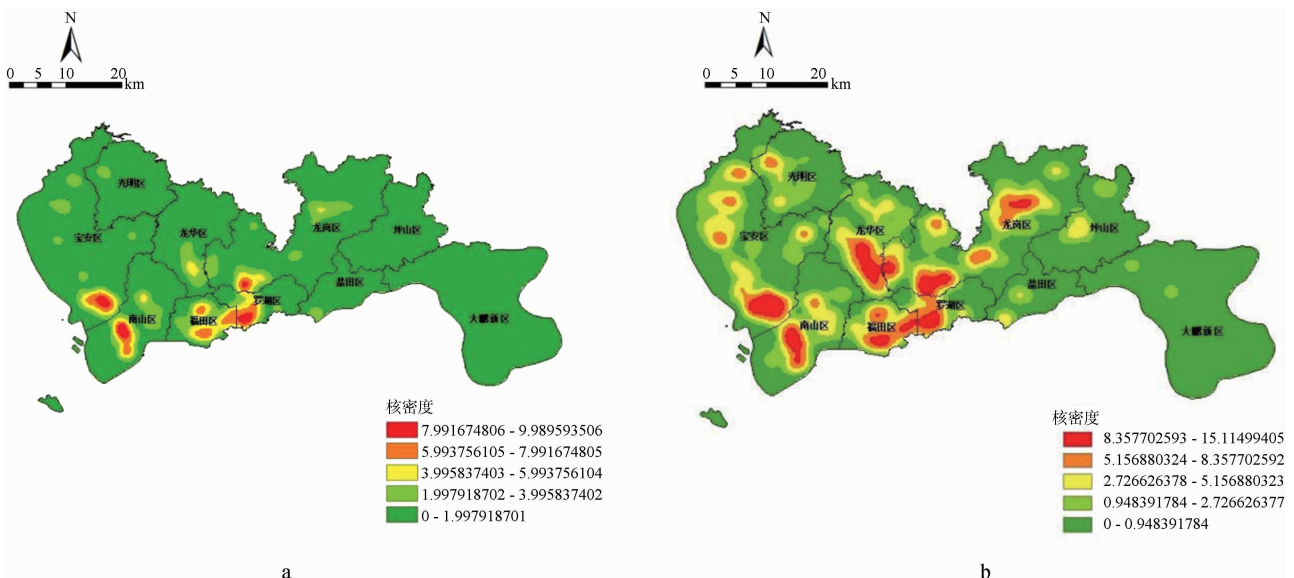 N
0 5 10 20
km
光明区
宝安区
龙华区
龙岗区
坪山区
盐田区
罗湖区
南山区
福田区
大鹏新区
核密度
7.991674806 - 9.989593506
5.993756105 - 7.991674805
3.995837403 - 5.993756104
1.997918702 - 3.995837402
0 - 1.997918701
a
N
0 5 10 20
km
光明区
宝安区
龙华区
龙岗区
坪山区
盐田区
罗湖区
南山区
福田区
大鹏新区
核密度
8.357702593 - 15.11499405
5.156880324 - 8.357702592
2.726626378 - 5.156880323
0.948391784 - 2.726626377
0 - 0.948391784
b